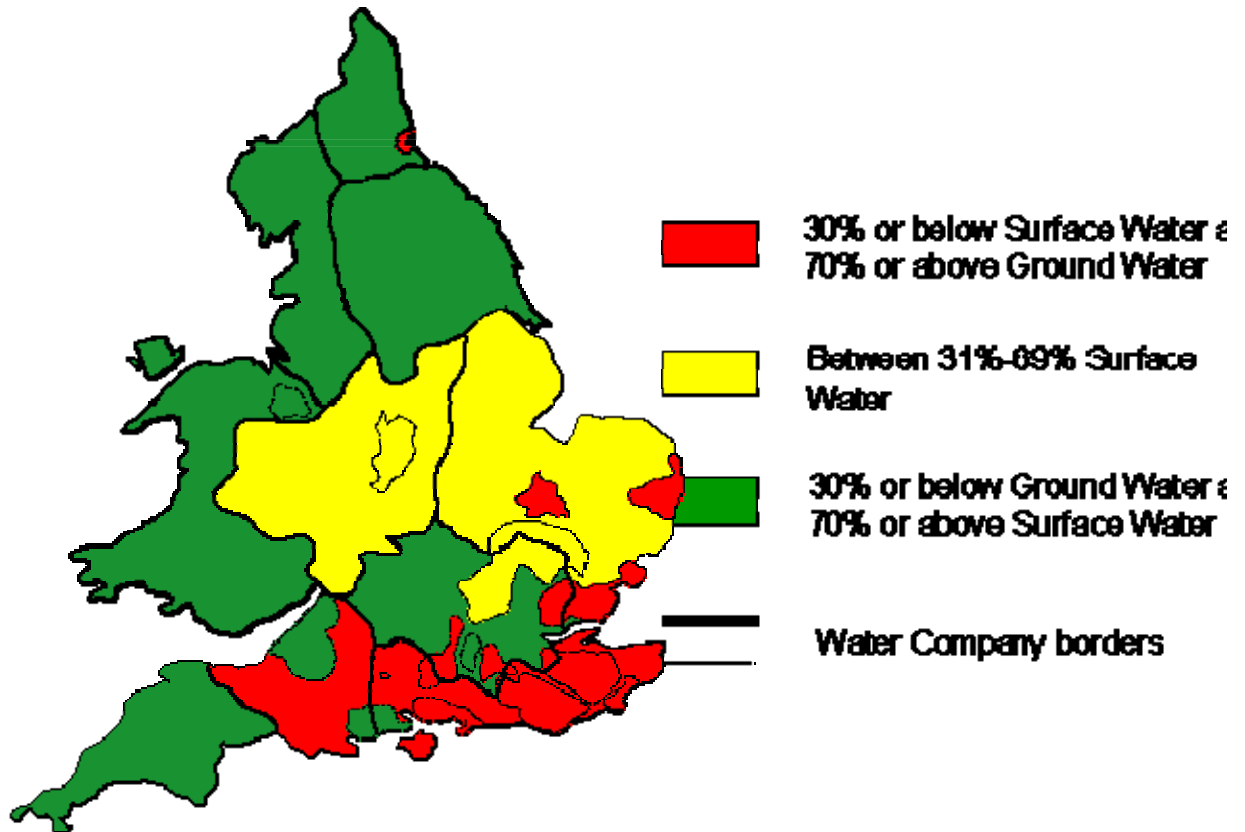 30% or below Surface Water a
70% or above Ground Water
Between 31%-69% Surface
Water
30% or below Ground Water a
70% or above Surface Water
Water Company borders